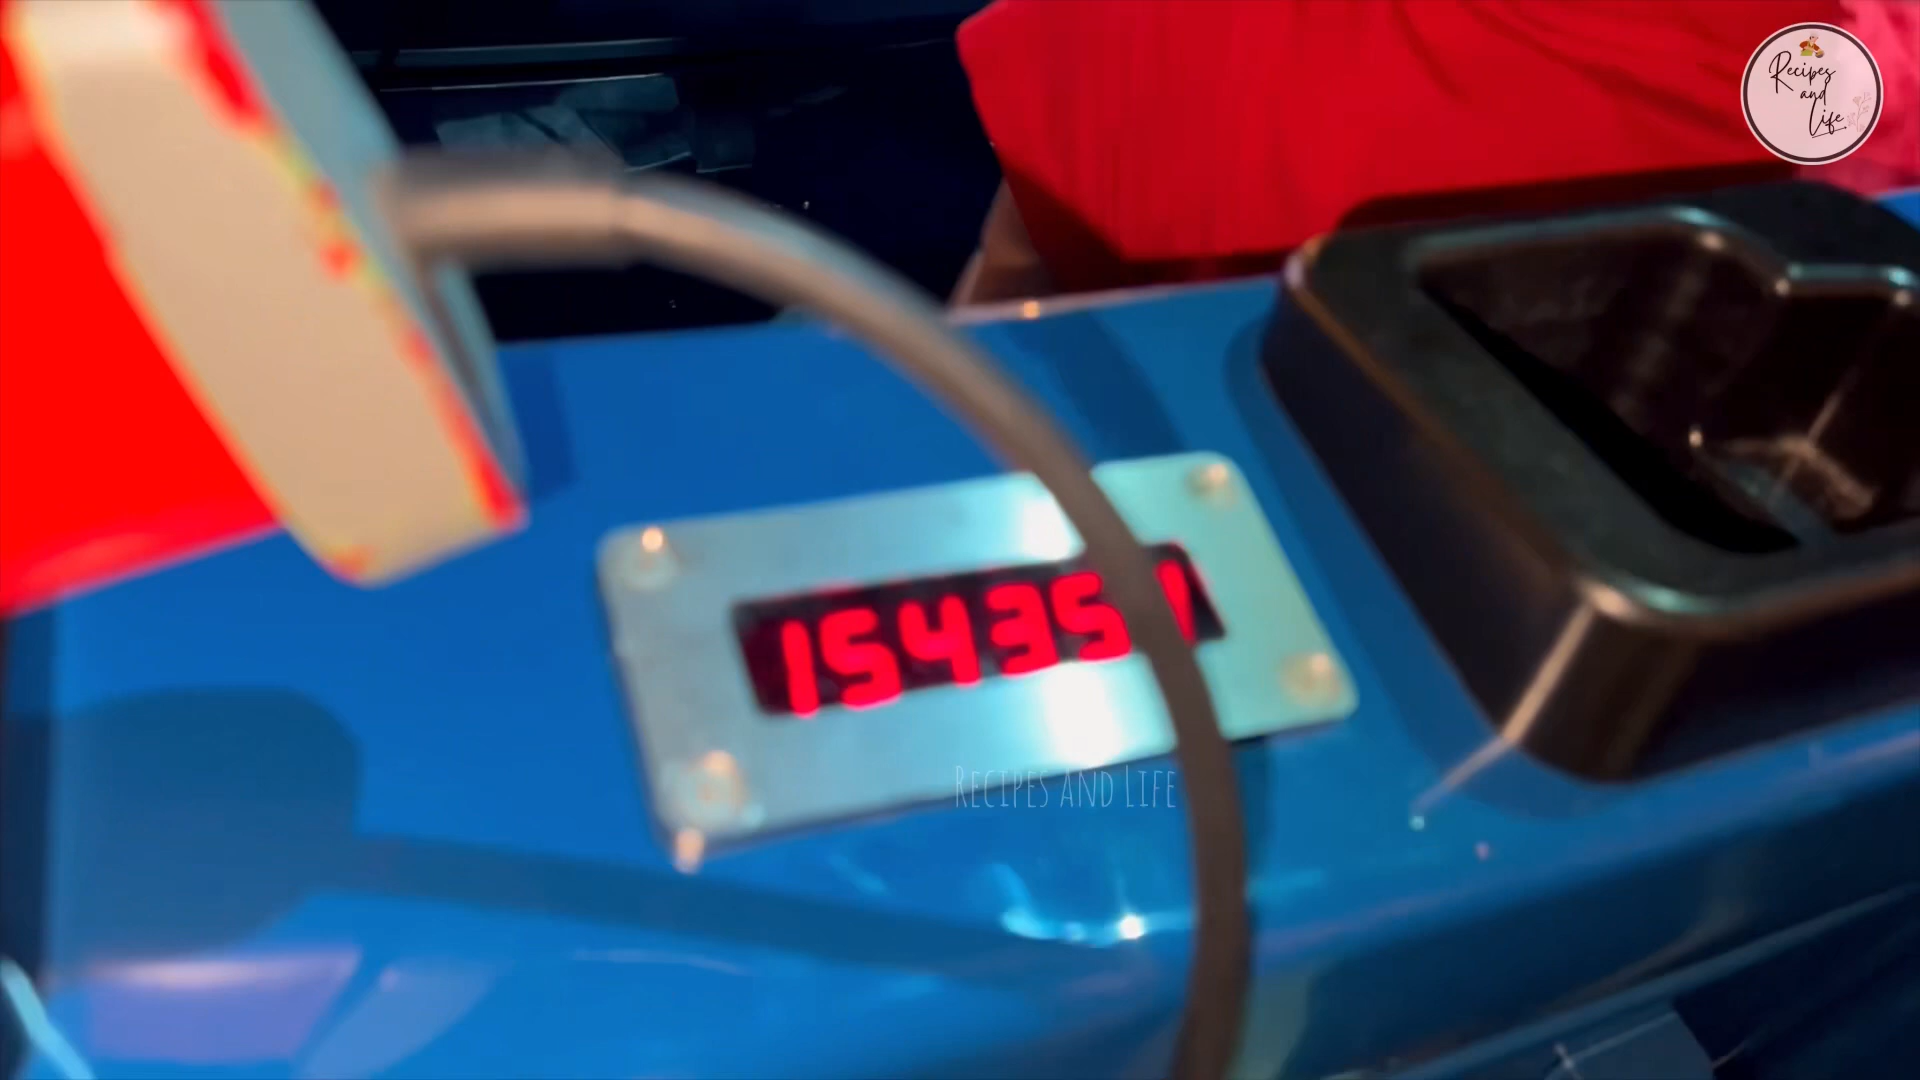 Recipes
and
Life
15435
RECIPES AND LIFE